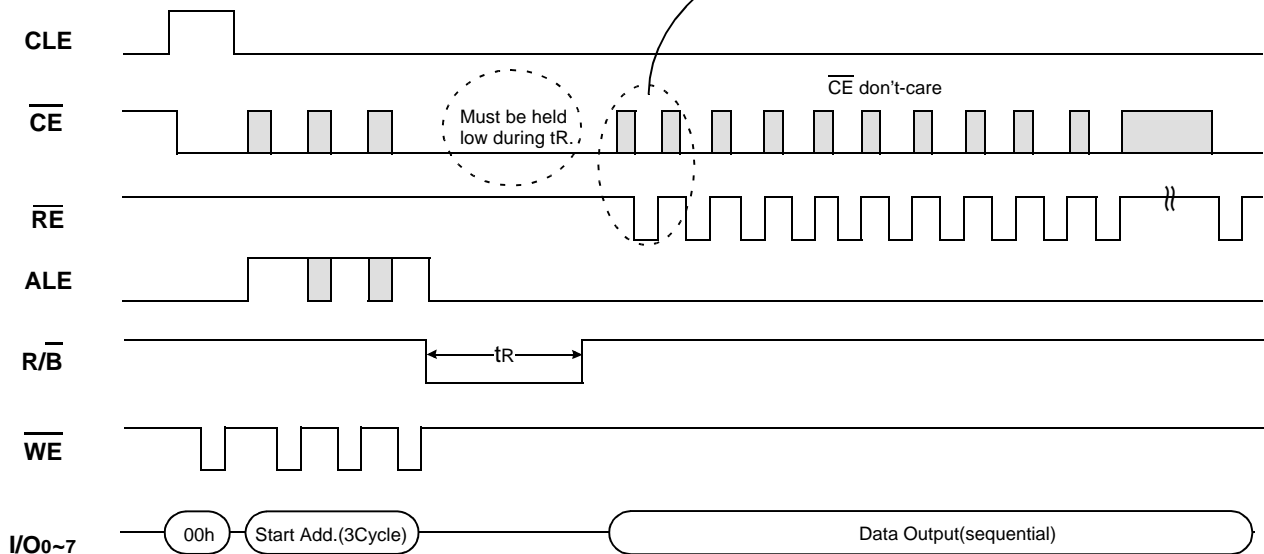 CLE
CE don't-care
CE
Must be held
low during tR.
RE
ALE
R/B
tR
WE
I/O0~7
00h
Start Add.(3Cycle)
Data Output(sequential)